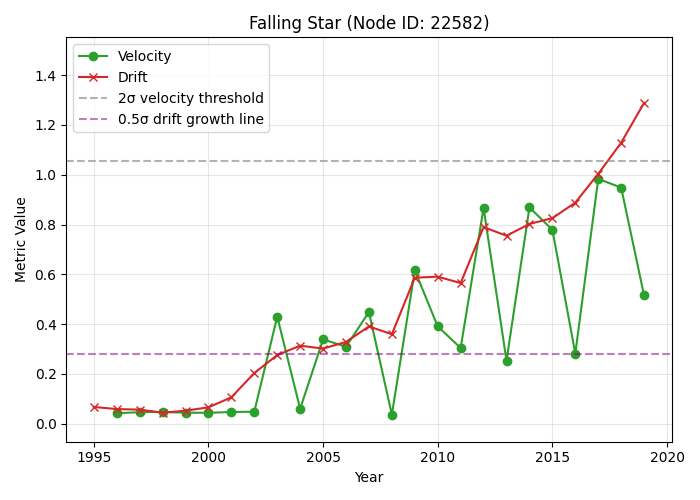 Falling Star (Node ID: 22582)
Velocity
Drift
2σ velocity threshold
0.5σ drift growth line
Metric Value
1.4
1.2
1.0
0.8
0.6
0.4
0.2
0.0
1995 2000 2005 2010 2015 2020
Year